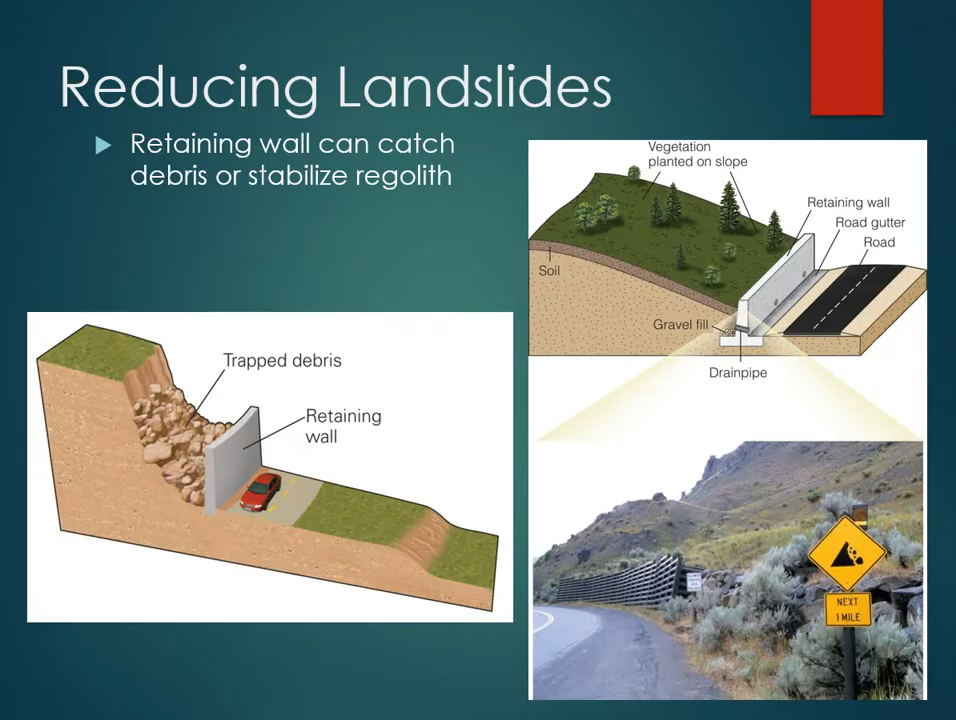 Reducing Landslides
Retaining wall can catch
debris or stabilize regolith
Trapped debris
Retaining
wall
Vegetation
planted on slope
Retaining wall
Road gutter
Road
Soil
Gravel fill
Drainpipe
NEXT
1 MILE